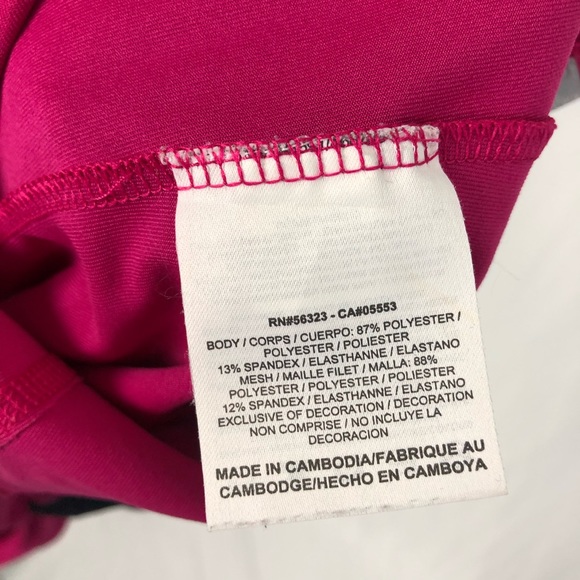 RN#56323 - CA#05553
BODY / CORPS / CUERPO: 87% POLYESTER /
POLYESTER / POLIESTER
13% SPANDEX / ELASTHANNE / ELASTANO
MESH / MAILLE FILET / MALLA: 88%
POLYESTER / POLYESTER / POLIESTER
12% SPANDEX / ELASTHANNE / ELASTANO
EXCLUSIVE OF DECORATION / DECORATION
NON COMPRISE / NO INCLUYE LA
DECORACION
MADE IN CAMBODIA/FABRIQUE AU
CAMBODGE/HECHO EN CAMBOYA